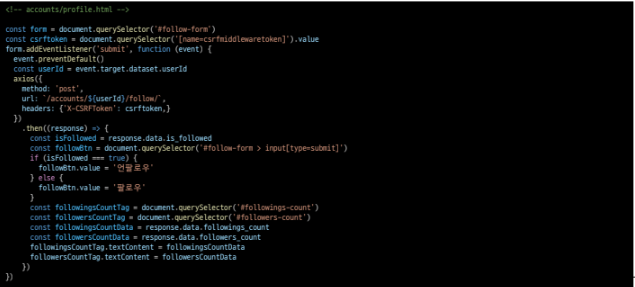 <!-- accounts/profile.html -->
const form = document.querySelector('#follow-form')
const csrftoken = document.querySelector('[name=csrfmiddlewaretoken]').value
form.addEventListener('submit', function (event) {
  event.preventDefault()
  const userId = event.target.dataset.userId
  axios({
    method: 'post',
    url: `/accounts/${userId}/follow/`,
    headers: {'X-CSRFToken': csrftoken,}
  })
    .then((response) => {
      const isFollowed = response.data.is_followed
      const followBtn = document.querySelector('#follow-form > input[type=submit]')
      if (isFollowed === true) {
        followBtn.value = '언팔로우'
      } else {
        followBtn.value = '팔로우'
      }
      const followingsCountTag = document.querySelector('#followings-count')
      const followersCountTag = document.querySelector('#followers-count')
      const followingsCountData = response.data.followings_count
      const followersCountData = response.data.followers_count
      followingsCountTag.textContent = followingsCountData
      followersCountTag.textContent = followersCountData
    })
})